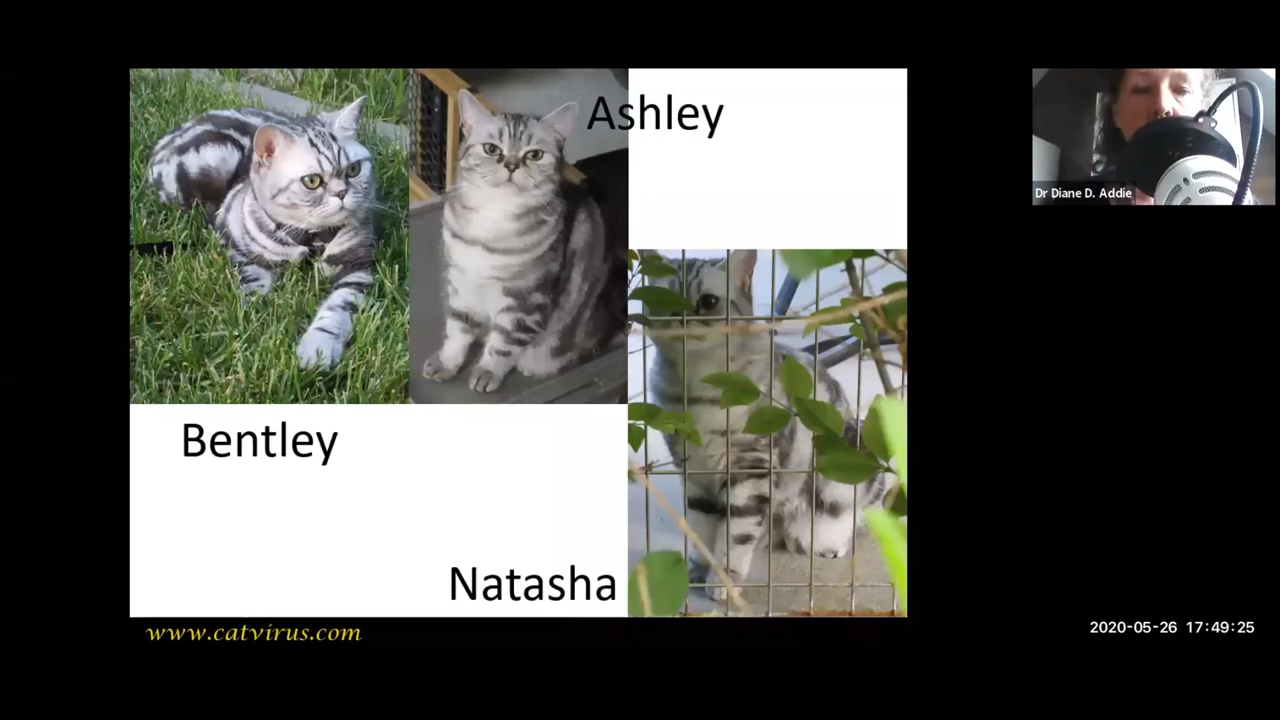 Ashley
Dr Diane D. Addie
Bentley
Natasha
www.catvirus.com
2020-05-26 17:49:25